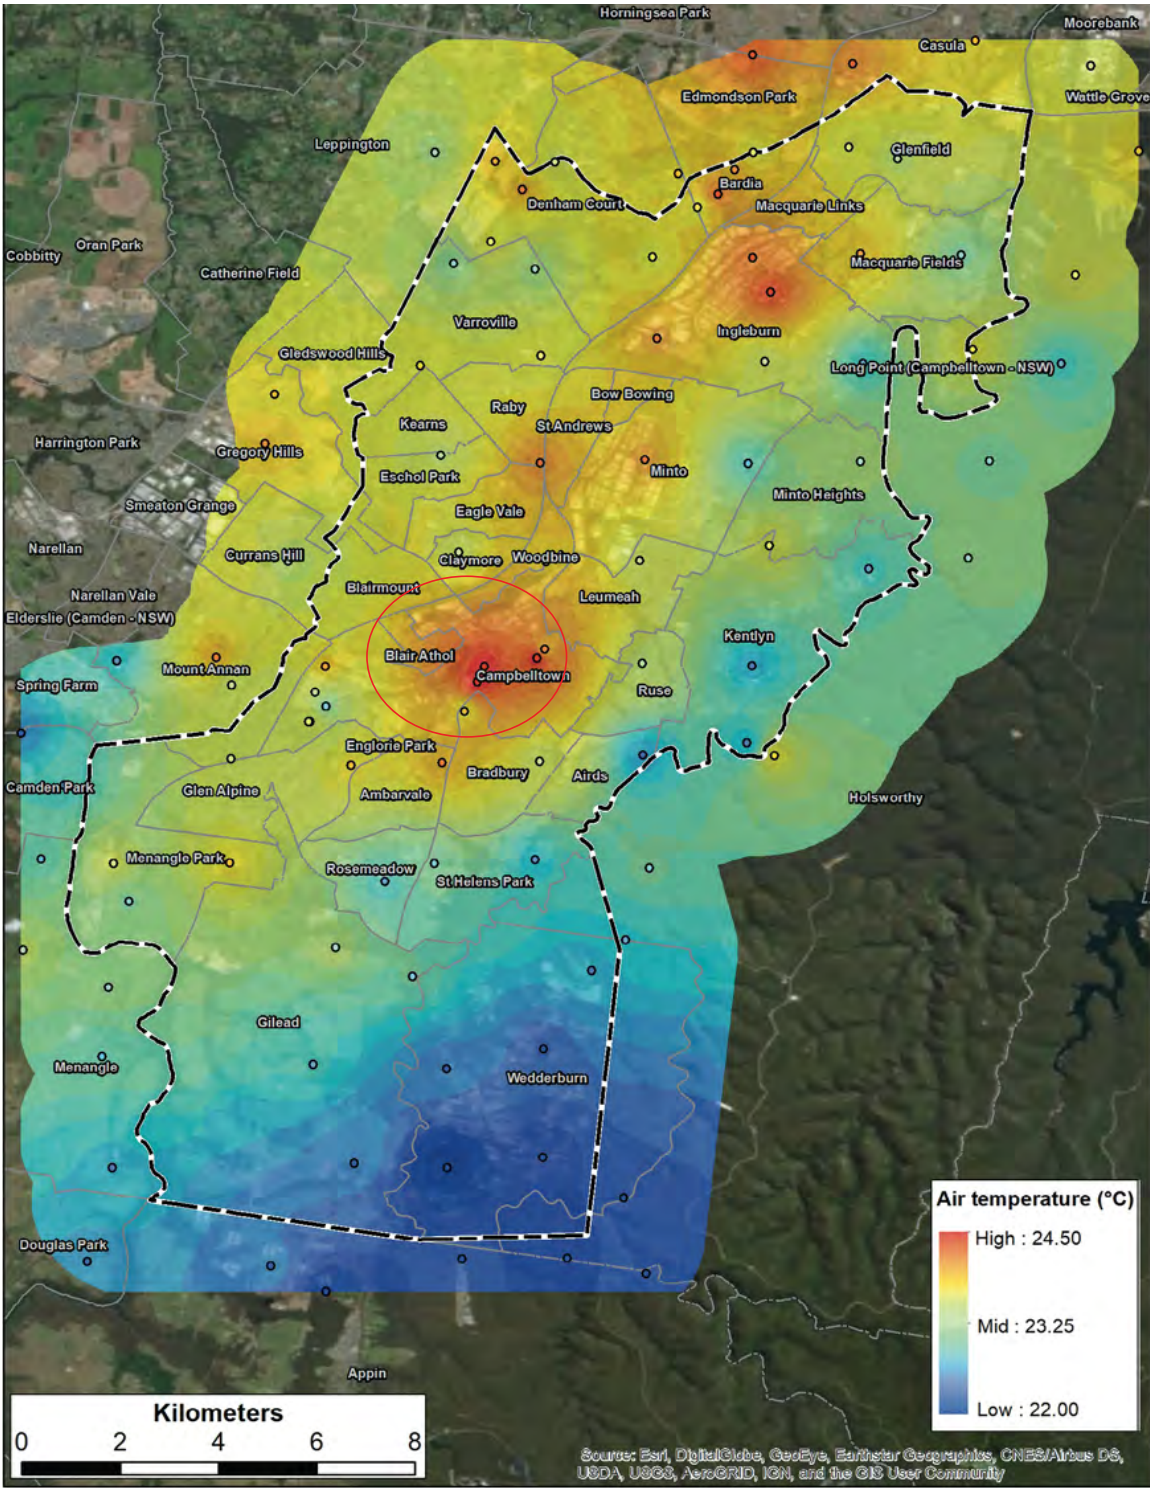 Horningsea Park
Moorebank
Casula
Edmondson Park
Wattle Grove
Leppington
Glenfield
Bardia
Denham Court
Macquarie Links
Oran Park
Cobbitty
Catherine Field
Macquarie Fields
Varroville
Ingleburn
Gledswood Hills
Long Point (Campbelltown - NSW)
Bow Bowing
Raby
Kearns
St Andrews
Harrington Park
Gregory Hills
Eschol Park
Minto
Minto Heights
Smeaton Grange
Eagle Vale
Narellan
Currans Hill
Claymore
Woodbine
Blairmount
Narellan Vale
Leumeah
Elderslie (Camden - NSW)
Kentlyn
Blair Athol
Mount Annan
Campbelltown
Spring Farm
Ruse
Englorie Park
Bradbury
Airds
Camden Park
Glen Alpine
Ambarvale
Holsworthy
Menangle Park
Rosemeadow
St Helens Park
Gilead
Menangle
Wedderburn
Douglas Park
Appin
Air temperature (°C)
High : 24.50
Mid : 23.25
Low : 22.00
Kilometers
0 2 4 6 8
Source: Esri, DigitalGlobe, GeoEye, Earthstar Geographics, CNES/Airbus DS,
USDA, USGS, AeroGRID, IGN, and the GIS User Community